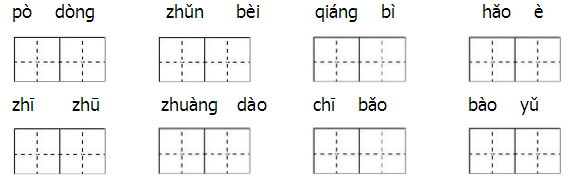 pò dòng zhǔn bèi qiáng bì hǎo è
zhī zhū zhuàng dào chī bǎo bào yǔ